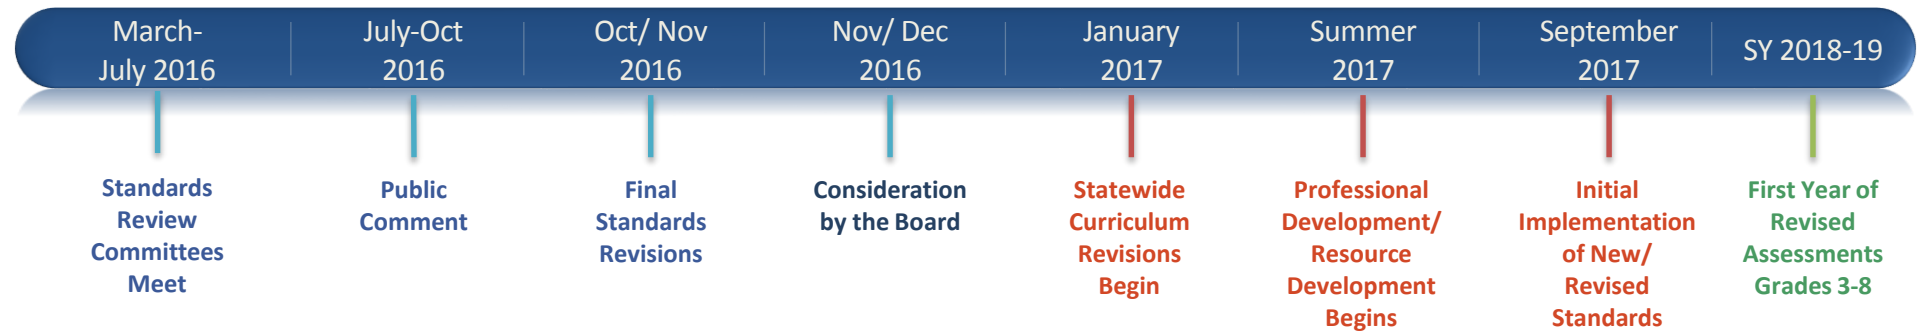 March-
July 2016
July-Oct
2016
Oct/ Nov
2016
Nov/ Dec
2016
January
2017
Summer
2017
September
2017
SY 2018-19
Standards
Review
Committees
Meet
Public
Comment
Final
Standards
Revisions
Consideration
by the Board
Statewide
Curriculum
Revisions
Begin
Professional
Development/
Resource
Development
Begins
Initial
Implementation
of New/
Revised
Standards
First Year of
Revised
Assessments
Grades 3-8